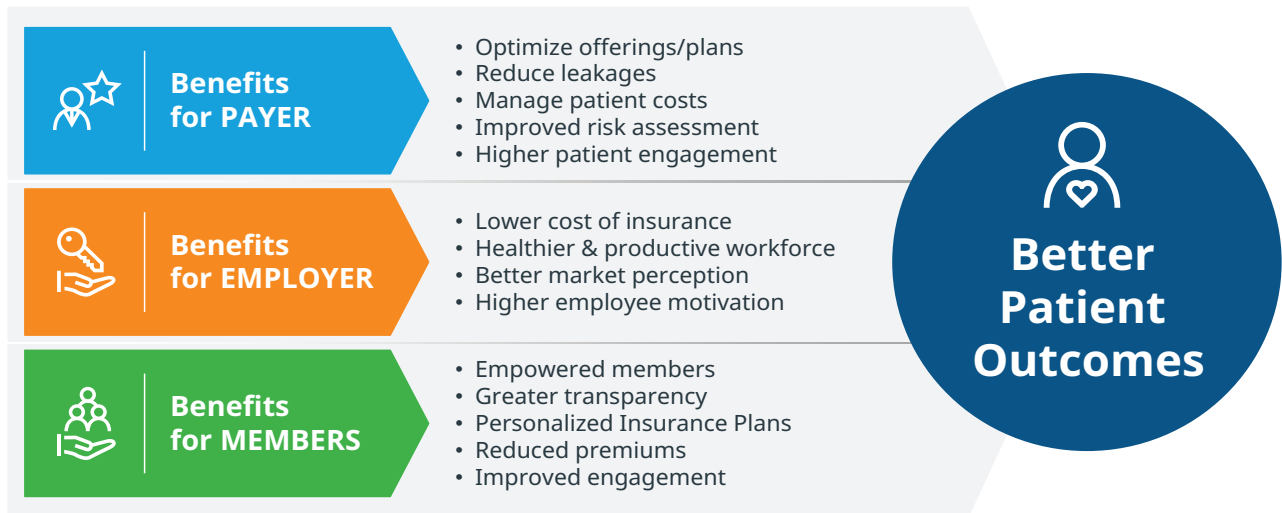 Benefits
for PAYER
• Optimize offerings/plans
• Reduce leakages
• Manage patient costs
• Improved risk assessment
• Higher patient engagement
Benefits
for EMPLOYER
• Lower cost of insurance
• Healthier & productive workforce
• Better market perception
• Higher employee motivation
Benefits
for MEMBERS
• Empowered members
• Greater transparency
• Personalized Insurance Plans
• Reduced premiums
• Improved engagement
Better
Patient
Outcomes